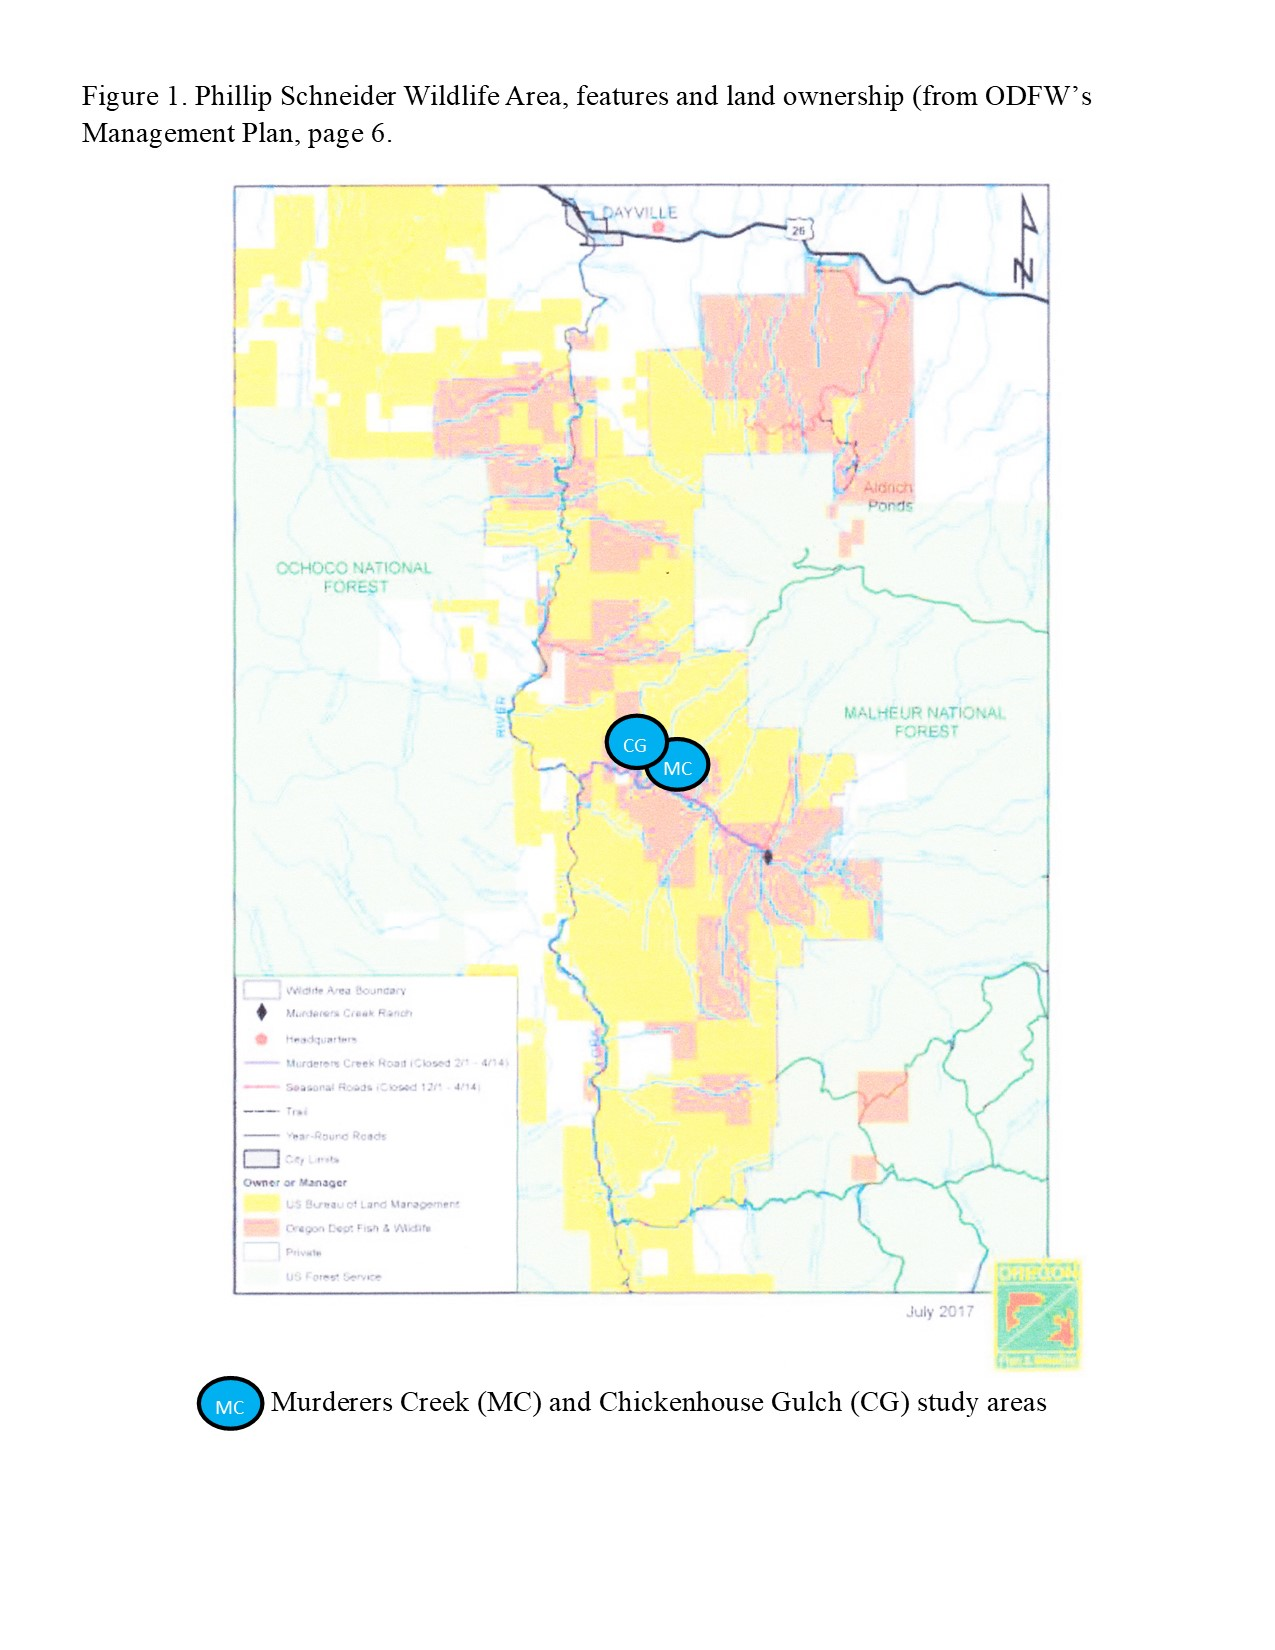 Figure 1. Phillip Schneider Wildlife Area, features and land ownership (from ODFW’s
Management Plan, page 6.
DAYVILLE
26
N
Aldrich
Ponds
OCHOCO NATIONAL
FOREST
RIVER
MALHEUR NATIONAL
FOREST
CG
MC
Wildlife Area Boundary
Murderers Creek Ranch
Headquarters
Murderers Creek Road (Closed 2/1 - 4/14)
Seasonal Roads (Closed 12/1 - 4/14)
Trail
Year-Round Roads
City Limits
Owner or Manager
US Bureau of Land Management
Oregon Dept Fish & Wildlife
Private
US Forest Service
OREGON
Fish & Wildlife
July 2017
MC Murderers Creek (MC) and Chickenhouse Gulch (CG) study areas